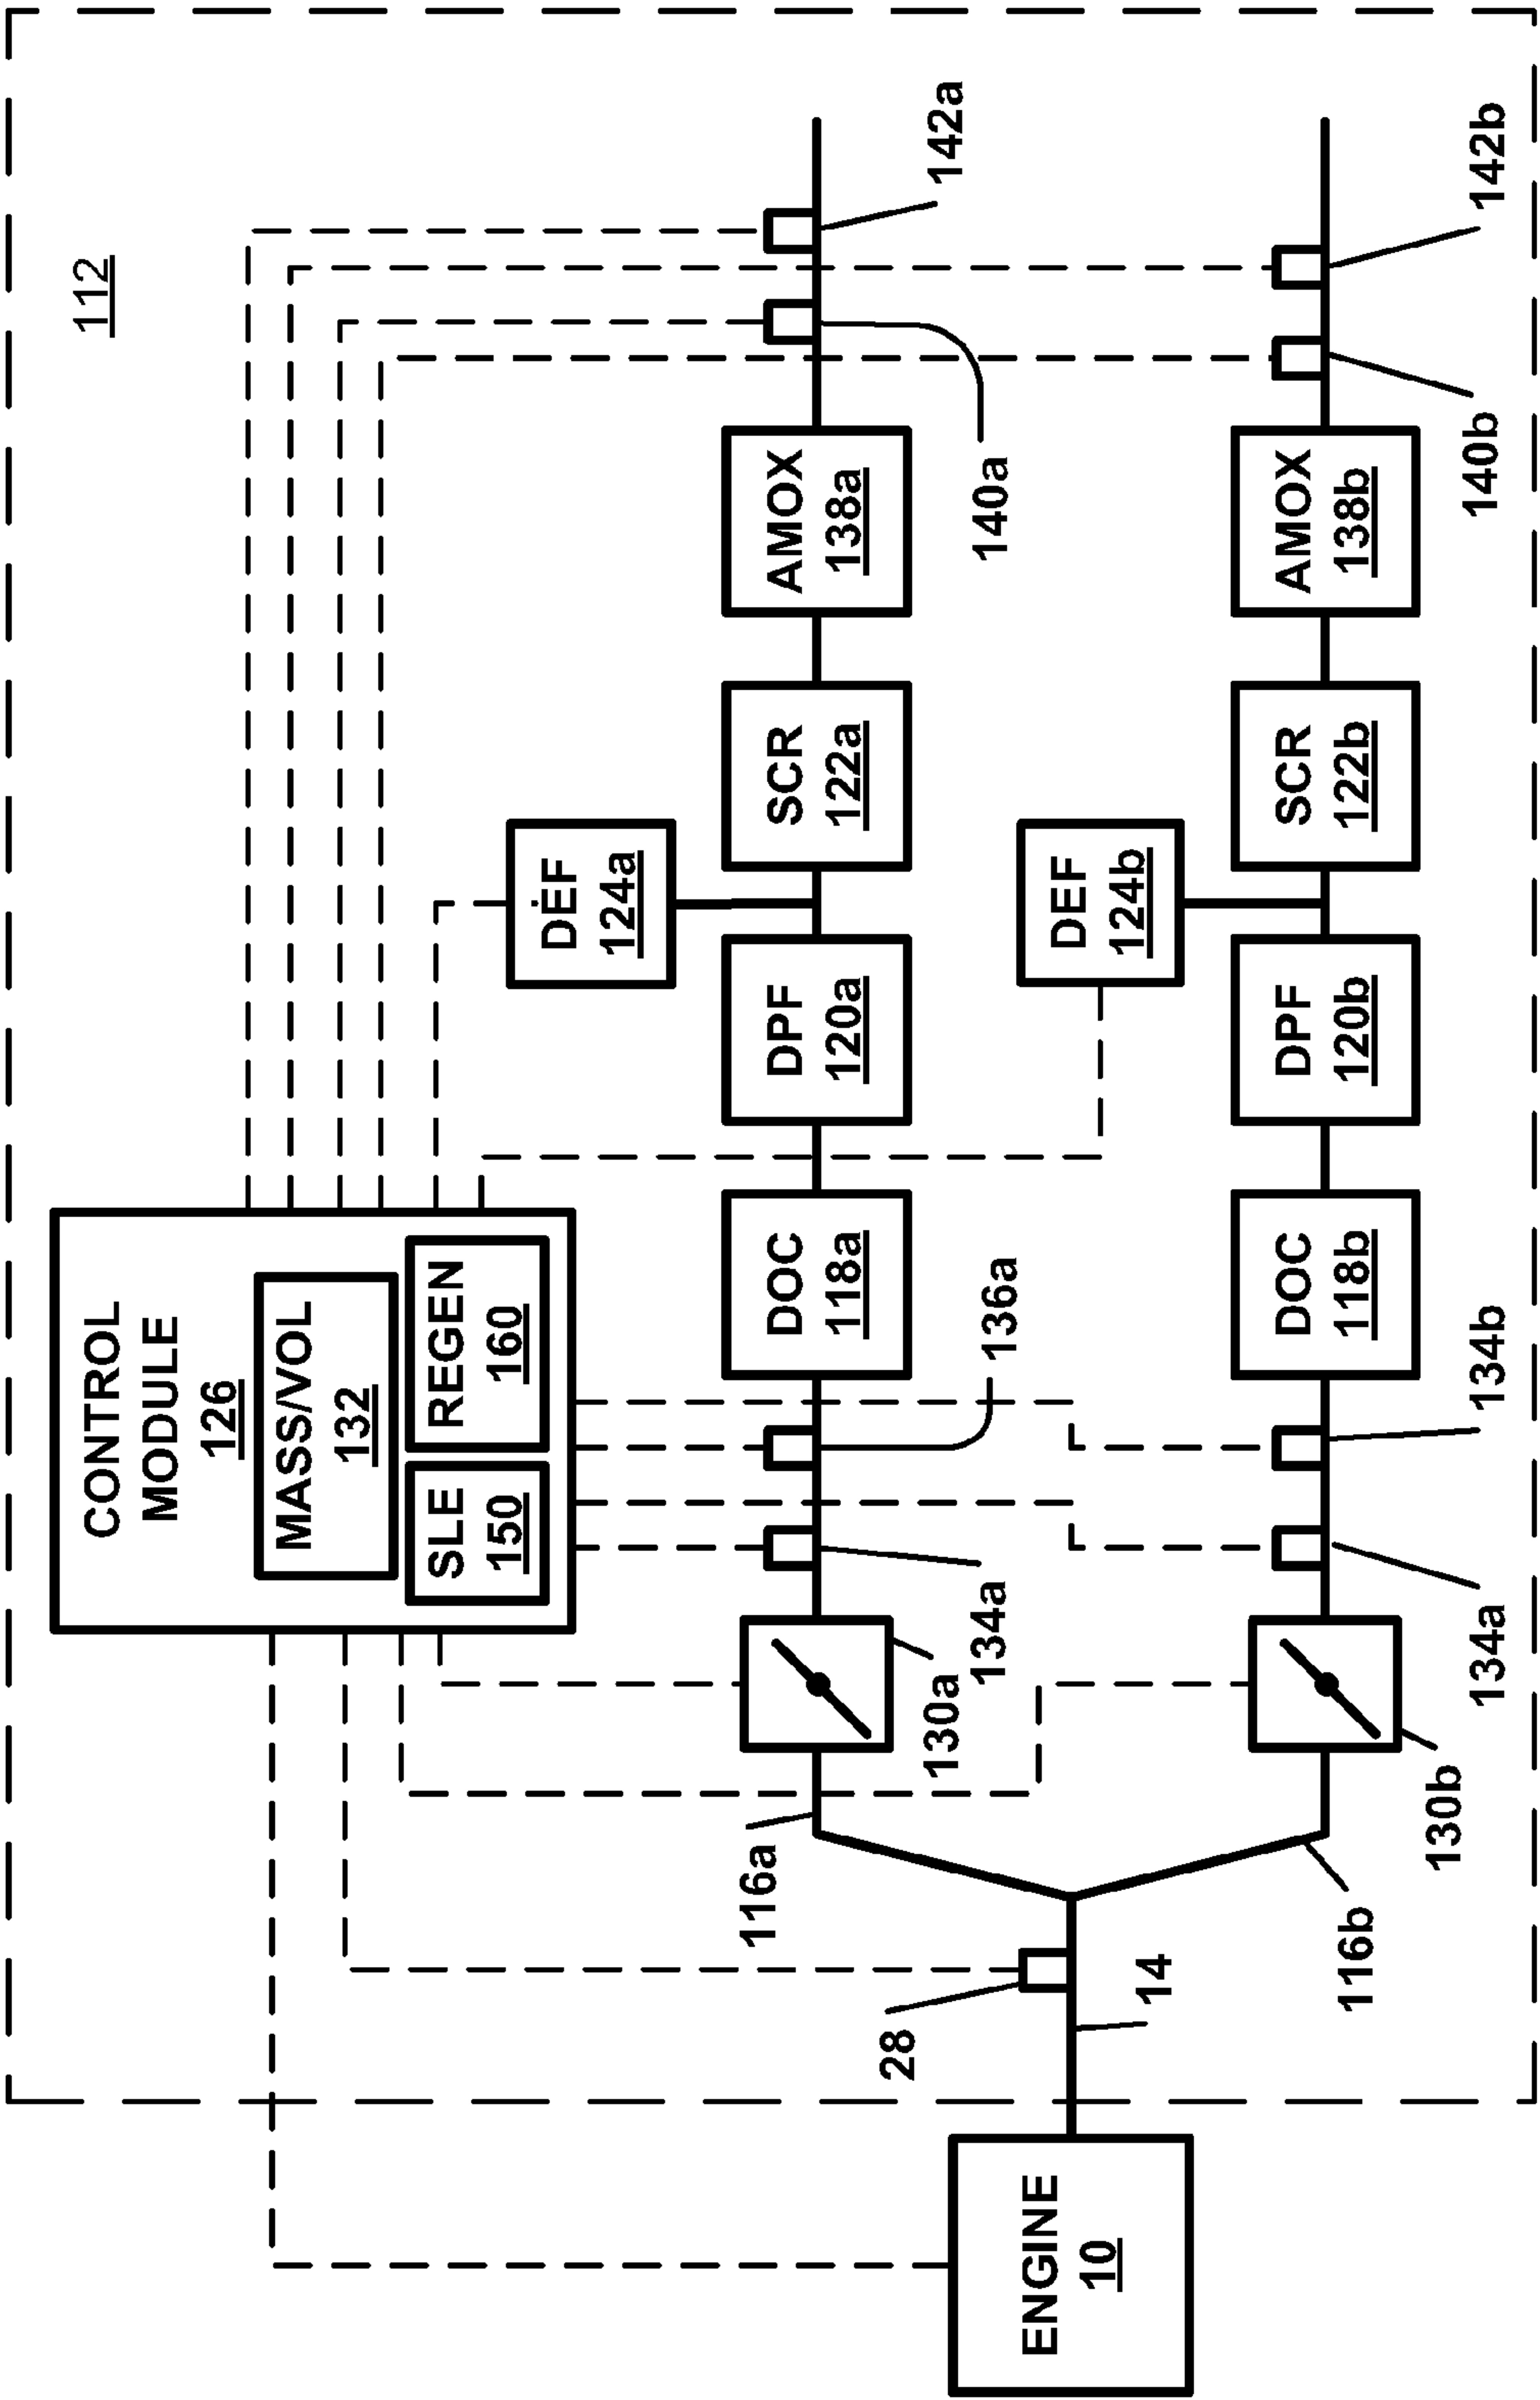 112
CONTROL
MODULE
126
MASS/VOL
132
SLE
150
REGEN
160
DEF
124a
142a
116a
130a
134a
136a
DOC
118a
DPF
120a
SCR
122a
AMOX
138a
140a
28
14
ENGINE
10
DEF
124b
116b
130b
134a
134b
DOC
118b
DPF
120b
SCR
122b
AMOX
138b
140b
142b